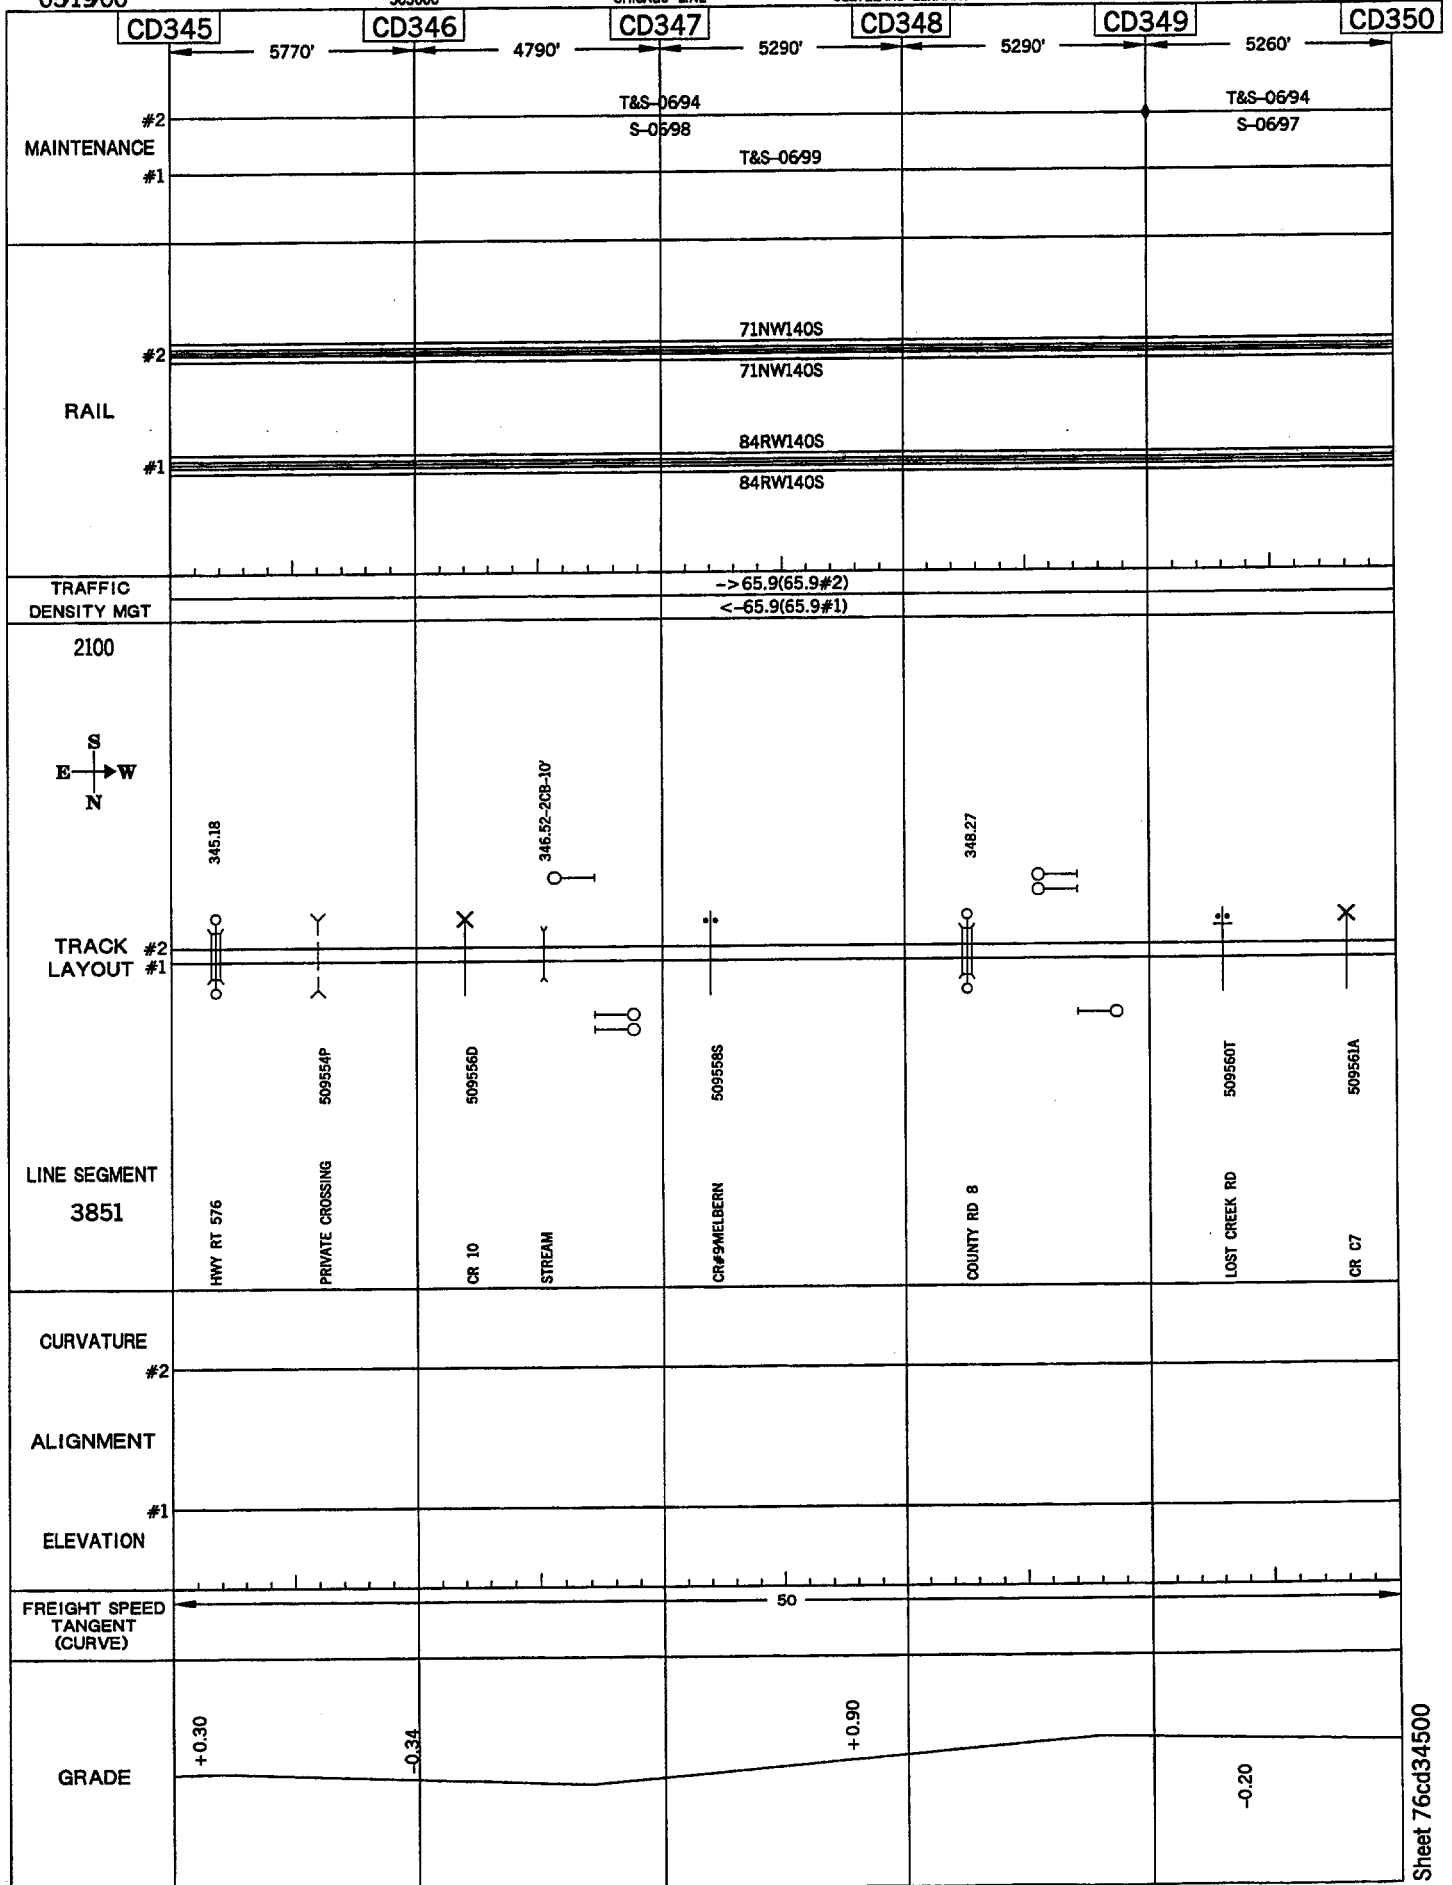 CD345 CD346 CD347 CD348 CD349 CD350
5770' 4790' 5290' 5290' 5260'
MAINTENANCE
#2
T&S-06/94
S-06/98
T&S-06/94
S-06/97
#1
T&S-06/99
RAIL
#2
71NW140S
71NW140S
#1
84RW140S
84RW140S
TRAFFIC
DENSITY MGT
->65.9(65.9#2)
<-65.9(65.9#1)
2100
S
E W
N
345.18
346.52-2CB-10'
348.27
TRACK #2
LAYOUT #1
509554P
509556D
509558S
509560T
509561A
LINE SEGMENT
3851
HWY RT 576
PRIVATE CROSSING
CR 10
STREAM
CR#9/MELBERN
COUNTY RD 8
LOST CREEK RD
CR C7
CURVATURE
#2
ALIGNMENT
#1
ELEVATION
FREIGHT SPEED
TANGENT
(CURVE)
50
GRADE
+0.30
-0.34
+0.90
-0.20
Sheet 76cd34500